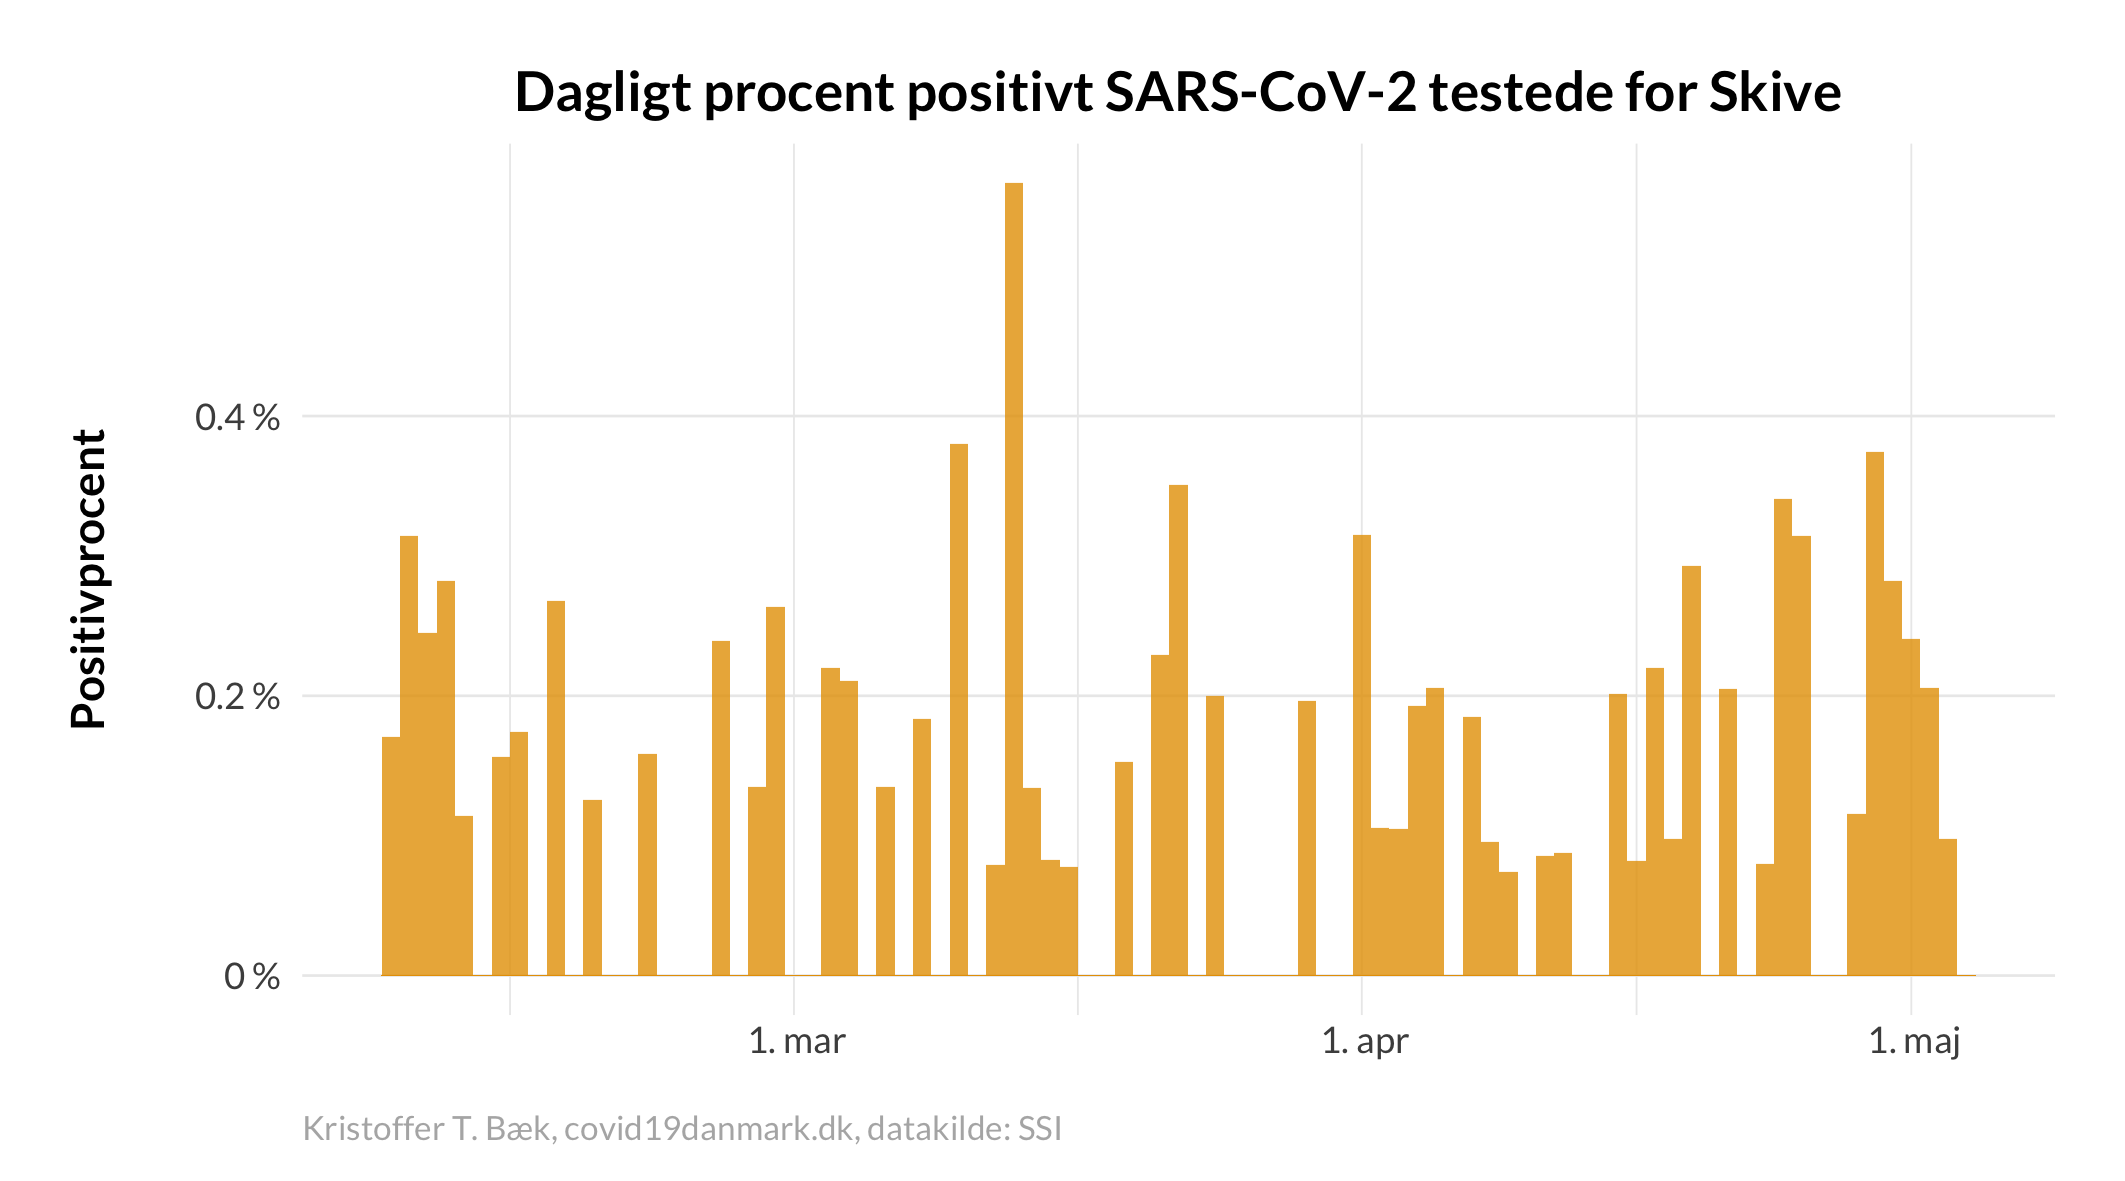 Dagligt procent positivt SARS-CoV-2 testede for Skive
Positivprocent
0.4 %
0.2 %
0 %
1. mar
1. apr
1. maj
Kristoffer T. Bæk, covid19danmark.dk, datakilde: SSI